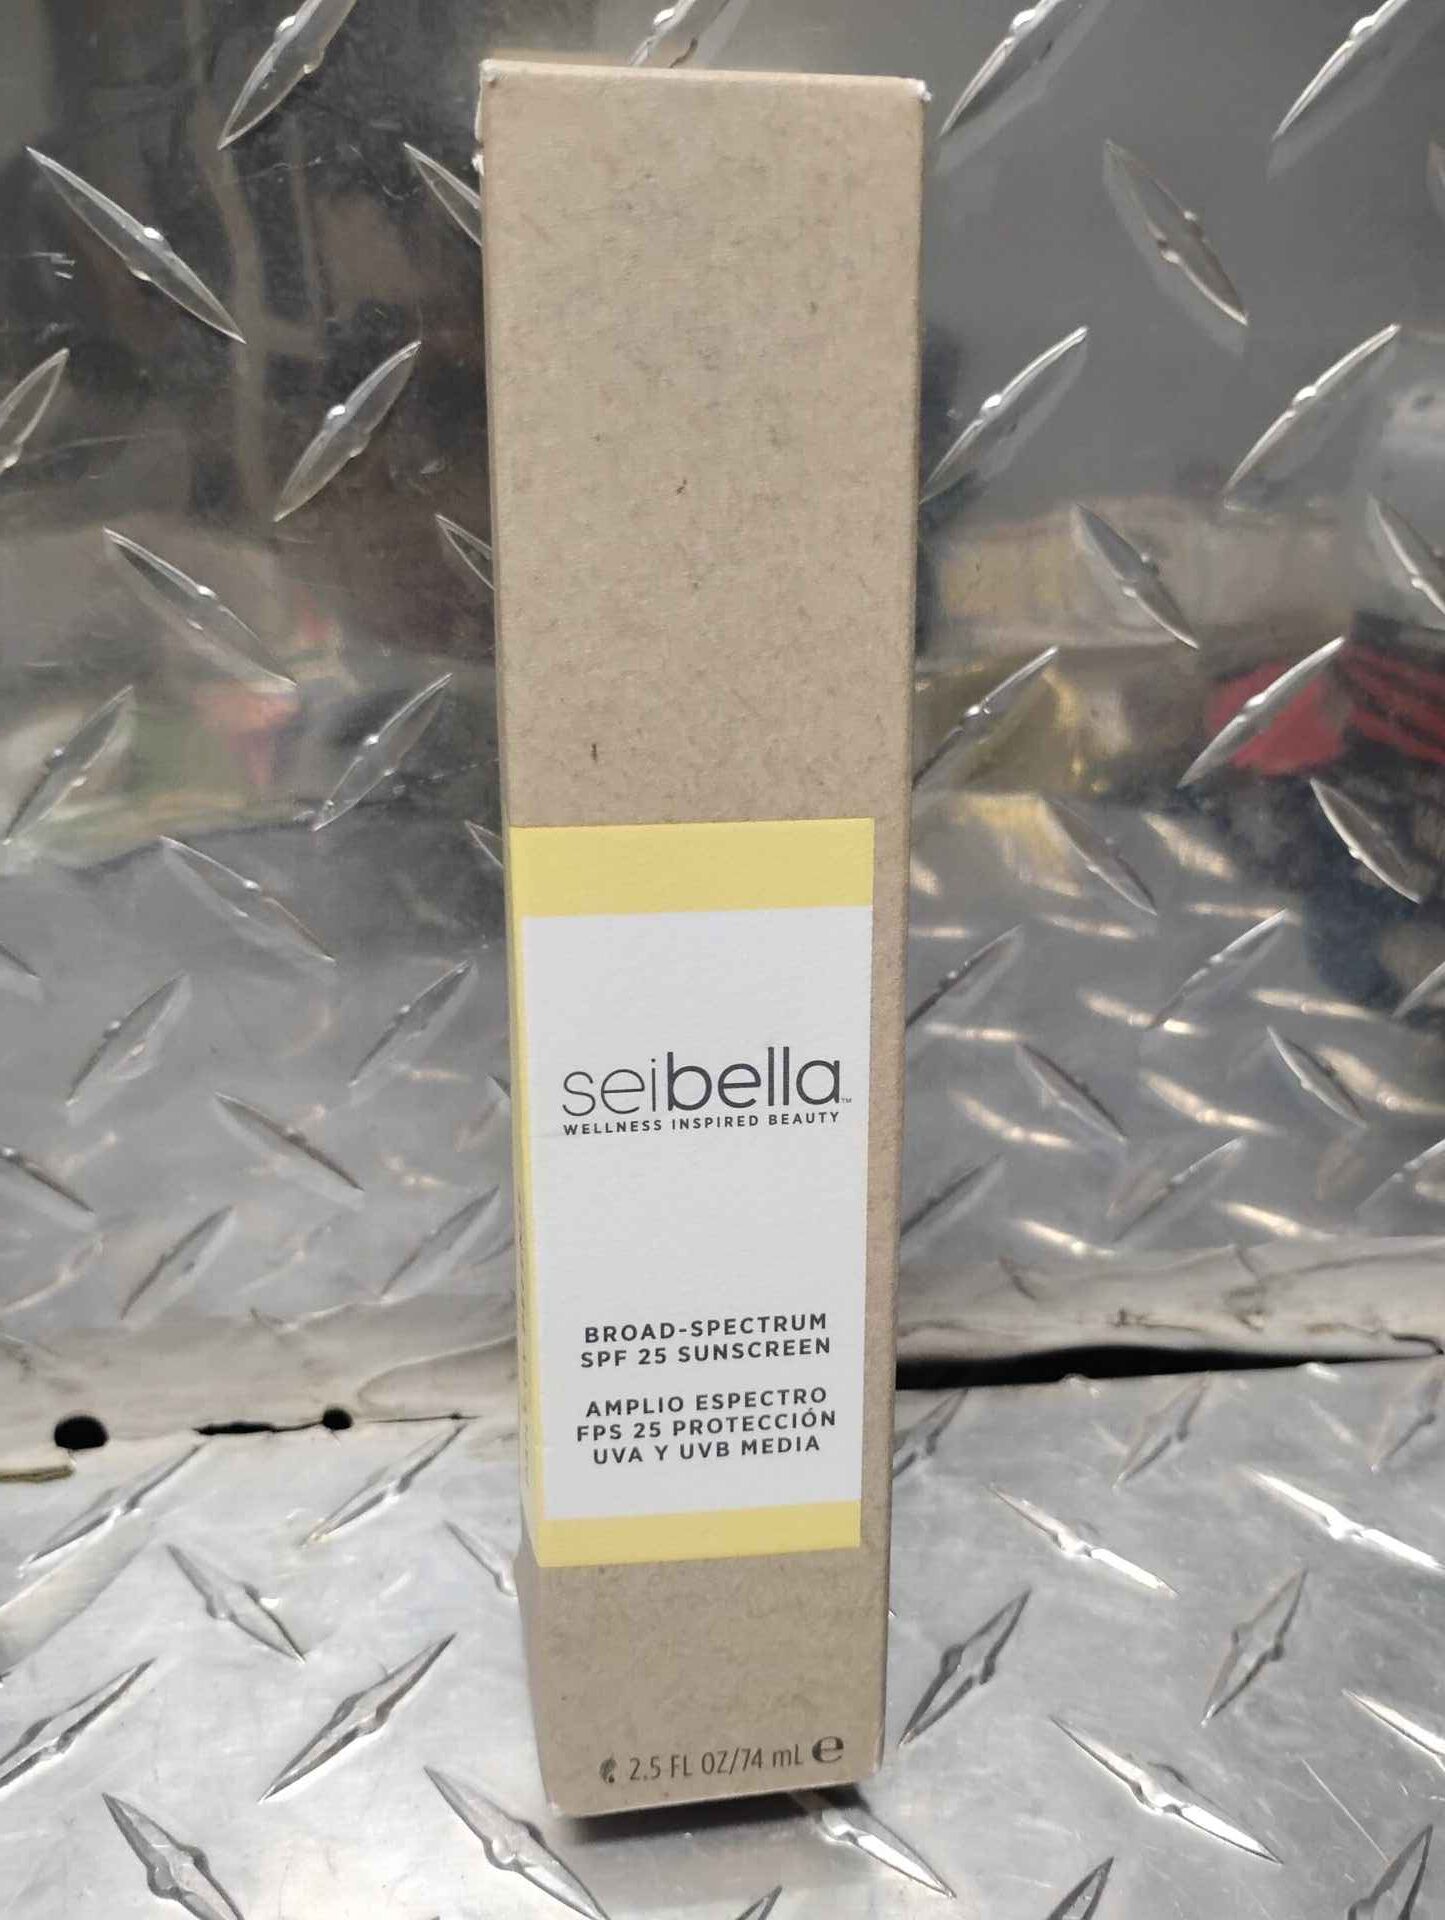 seibella™
WELLNESS INSPIRED BEAUTY
BROAD-SPECTRUM
SPF 25 SUNSCREEN
AMPLIO ESPECTRO
FPS 25 PROTECCIÓN
UVA Y UVB MEDIA
2.5 FL OZ/74 mL ℮